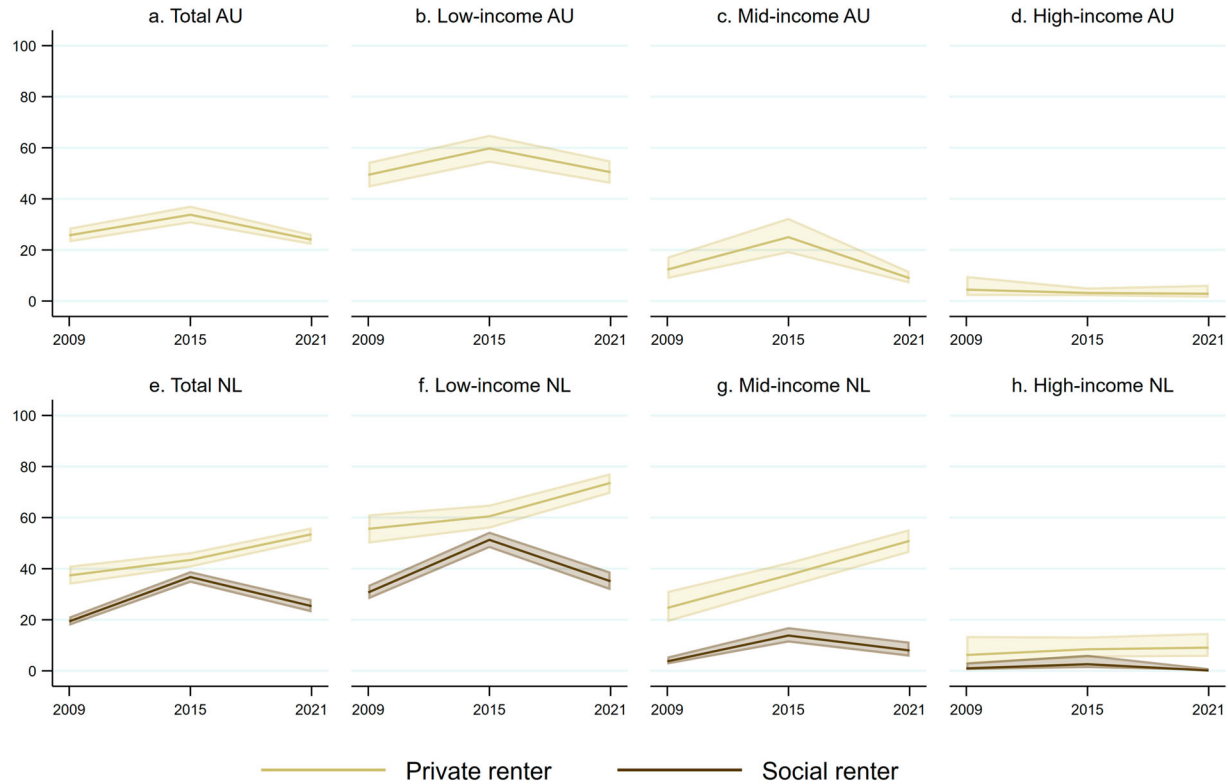 a. Total AU
b. Low-income AU
c. Mid-income AU
d. High-income AU
100
80
60
40
20
0
2009 2015 2021
2009 2015 2021
2009 2015 2021
2009 2015 2021
e. Total NL
f. Low-income NL
g. Mid-income NL
h. High-income NL
100
80
60
40
20
0
2009 2015 2021
2009 2015 2021
2009 2015 2021
2009 2015 2021
Private renter
Social renter